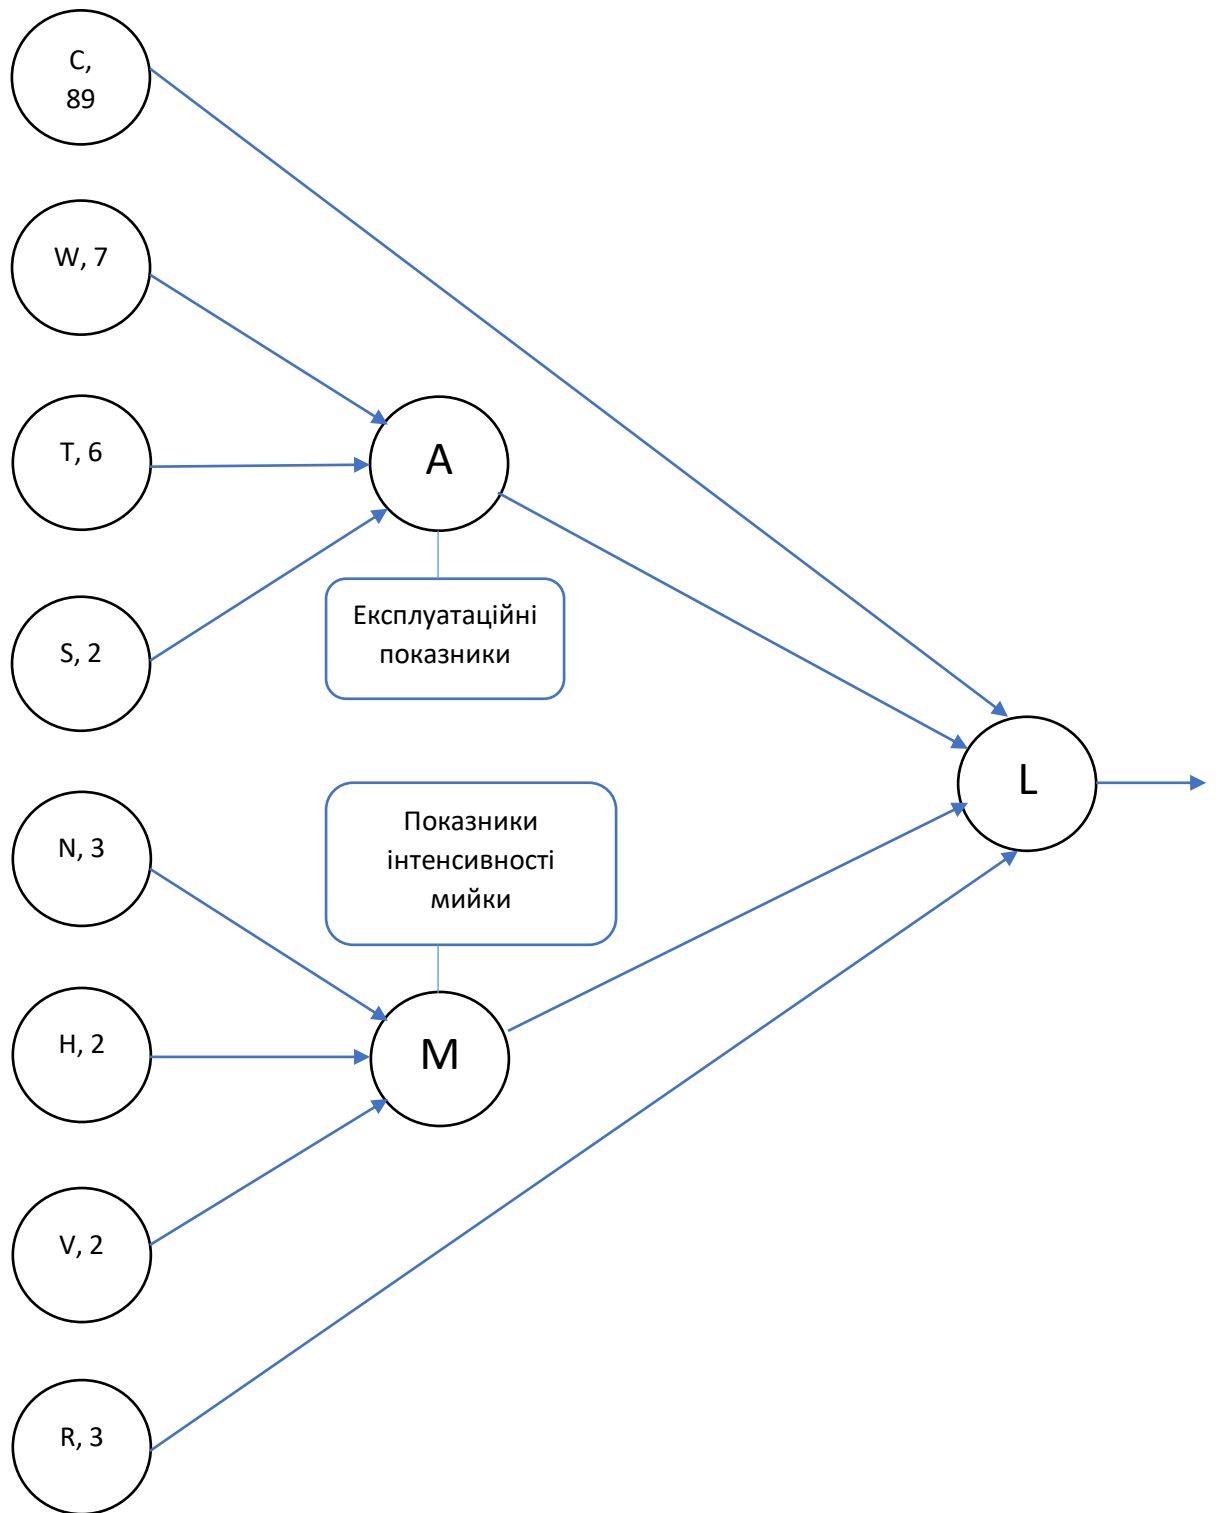 C,
89
W, 7
T, 6
A
S, 2
Експлуатаційні
показники
L
N, 3
Показники
інтенсивності
мийки
H, 2
M
V, 2
R, 3